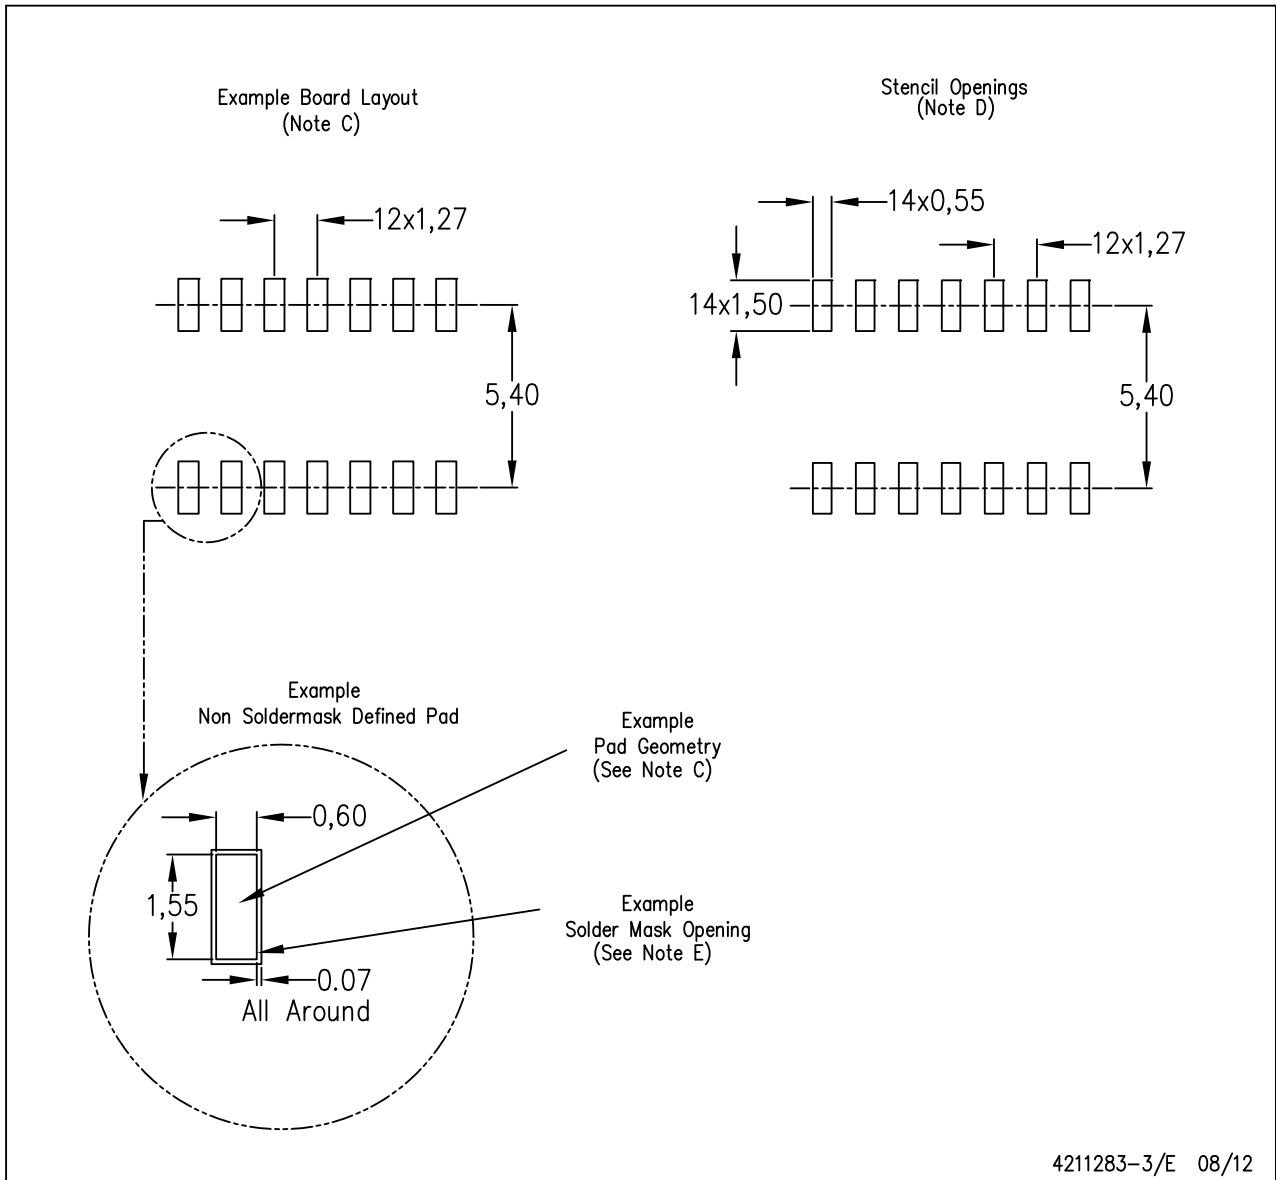 Example Board Layout
(Note C)
Stencil Openings
(Note D)
12x1,27
14x0,55
12x1,27
14x1,50
5,40
5,40
Example
Non Soldermask Defined Pad
Example
Pad Geometry
(See Note C)
0,60
1,55
Example
Solder Mask Opening
(See Note E)
0.07
All Around
4211283-3/E 08/12